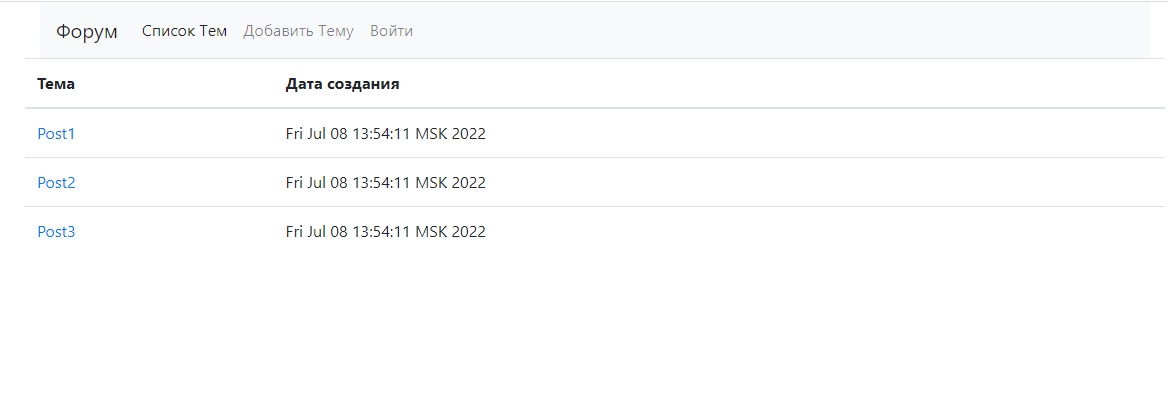 Форум Список Тем Добавить Тему Войти
Тема Дата создания
Post1 Fri Jul 08 13:54:11 MSK 2022
Post2 Fri Jul 08 13:54:11 MSK 2022
Post3 Fri Jul 08 13:54:11 MSK 2022